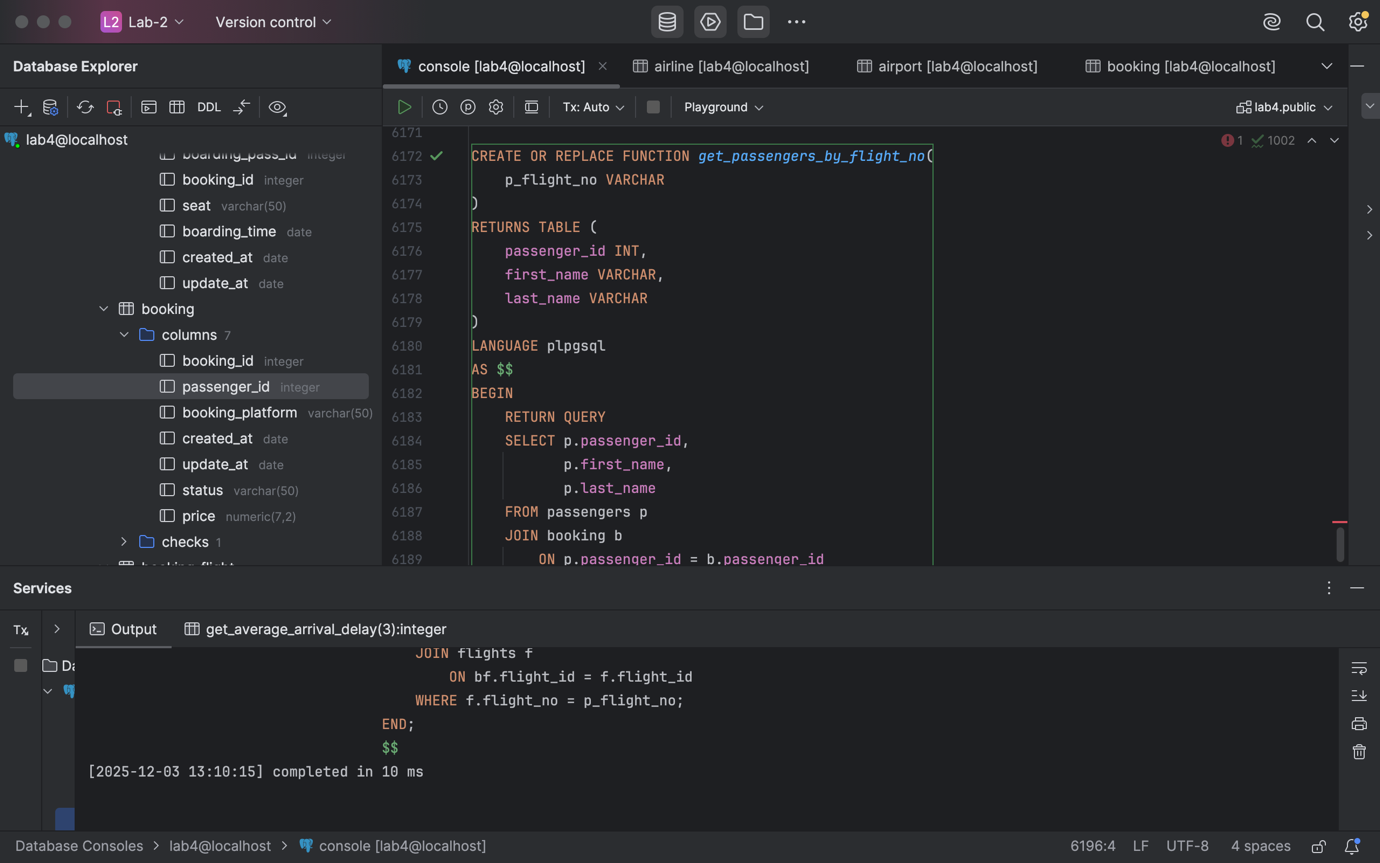 L2 Lab-2 Version control
Database Explorer
console [lab4@localhost] airline [lab4@localhost] airport [lab4@localhost] booking [lab4@localhost]
DDL
Tx: Auto Playground lab4.public
lab4@localhost
boarding_pass_id integer
booking_id integer
seat varchar(50)
boarding_time date
created_at date
update_at date
booking
columns 7
booking_id integer
passenger_id integer
booking_platform varchar(50)
created_at date
update_at date
status varchar(50)
price numeric(7,2)
checks 1
booking_flight
1 1002
6171
6172 CREATE OR REPLACE FUNCTION get_passengers_by_flight_no(
6173 p_flight_no VARCHAR
6174 )
6175 RETURNS TABLE (
6176 passenger_id INT,
6177 first_name VARCHAR,
6178 last_name VARCHAR
6179 )
6180 LANGUAGE plpgsql
6181 AS $$
6182 BEGIN
6183 RETURN QUERY
6184 SELECT p.passenger_id,
6185 p.first_name,
6186 p.last_name
6187 FROM passengers p
6188 JOIN booking b
6189 ON p.passenger_id = b.passenger_id
Services
Tx Output get_average_arrival_delay(3):integer
Da
JOIN flights f
ON bf.flight_id = f.flight_id
WHERE f.flight_no = p_flight_no;
END;
$$
[2025-12-03 13:10:15] completed in 10 ms
Database Consoles > lab4@localhost > console [lab4@localhost] 6196:4 LF UTF-8 4 spaces